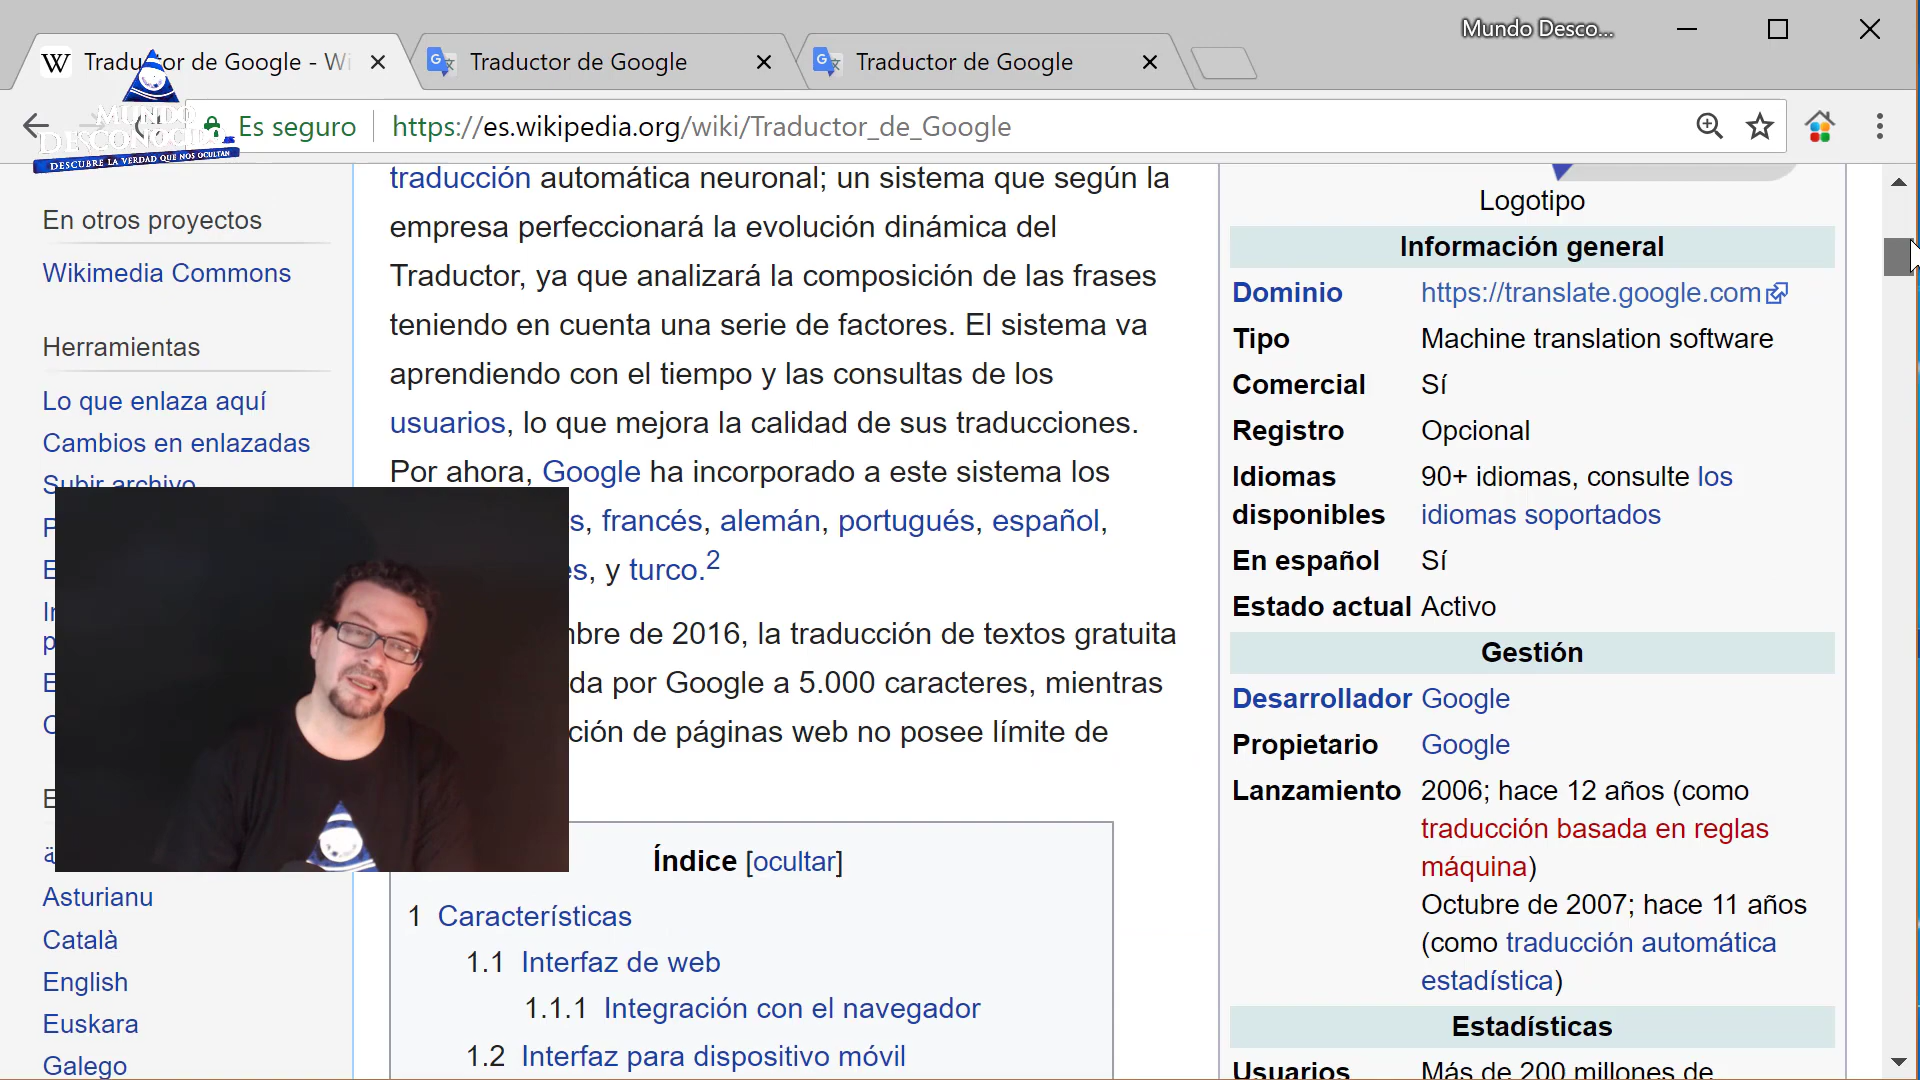 Mundo Desco...
Traductor de Google - Wi
Traductor de Google
Traductor de Google
MUNDO
DESCONOCIDO
DESCUBRE LA VERDAD QUE NOS OCULTAN
Es seguro
https://es.wikipedia.org/wiki/Traductor_de_Google
En otros proyectos
Wikimedia Commons
Herramientas
Lo que enlaza aquí
Cambios en enlazadas
Subir archivo
Asturianu
Català
English
Euskara
Galego
traducción automática neuronal; un sistema que según la
empresa perfeccionará la evolución dinámica del
Traductor, ya que analizará la composición de las frases
teniendo en cuenta una serie de factores. El sistema va
aprendiendo con el tiempo y las consultas de los
usuarios, lo que mejora la calidad de sus traducciones.
Por ahora, Google ha incorporado a este sistema los
s, francés, alemán, portugués, español,
es, y turco.2
mbre de 2016, la traducción de textos gratuita
da por Google a 5.000 caracteres, mientras
ción de páginas web no posee límite de
Índice [ocultar]
1 Características
1.1 Interfaz de web
1.1.1 Integración con el navegador
1.2 Interfaz para dispositivo móvil
Logotipo
Información general
Dominio https://translate.google.com
Tipo Machine translation software
Comercial Sí
Registro Opcional
Idiomas disponibles 90+ idiomas, consulte los
idiomas soportados
En español Sí
Estado actual Activo
Gestión
Desarrollador Google
Propietario Google
Lanzamiento 2006; hace 12 años (como
traducción basada en reglas
máquina)
Octubre de 2007; hace 11 años
(como traducción automática
estadística)
Estadísticas
Usuarios Más de 200 millones de